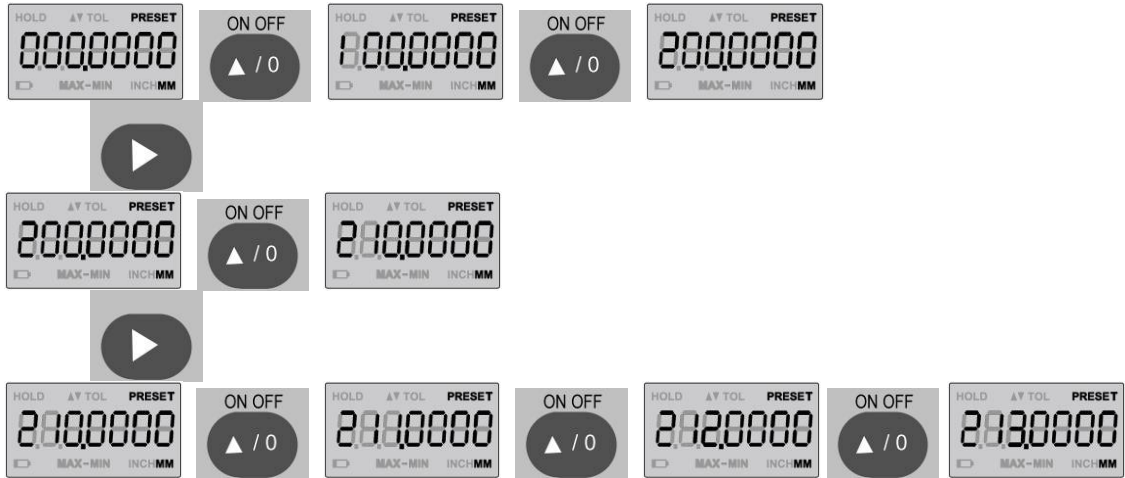 HOLD ▲▼ TOL PRESET
000.0000
MAX-MIN INCH MM
ON OFF
▲ / 0
HOLD ▲▼ TOL PRESET
100.0000
MAX-MIN INCH MM
ON OFF
▲ / 0
HOLD ▲▼ TOL PRESET
200.0000
MAX-MIN INCH MM
HOLD ▲▼ TOL PRESET
200.0000
MAX-MIN INCH MM
ON OFF
▲ / 0
HOLD ▲▼ TOL PRESET
210.0000
MAX-MIN INCH MM
HOLD ▲▼ TOL PRESET
210.0000
MAX-MIN INCH MM
ON OFF
▲ / 0
HOLD ▲▼ TOL PRESET
211.0000
MAX-MIN INCH MM
ON OFF
▲ / 0
HOLD ▲▼ TOL PRESET
212.0000
MAX-MIN INCH MM
ON OFF
▲ / 0
HOLD ▲▼ TOL PRESET
213.0000
MAX-MIN INCH MM